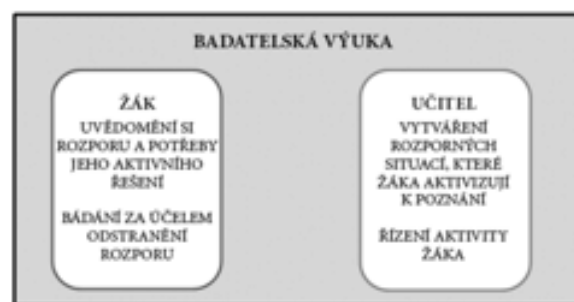 BADATELSKÁ VÝUKA
ŽÁK
UVĚDOMĚNÍ SI
ROZPORU A POTŘEBY
JEHO AKTIVNÍHO
ŘEŠENÍ
BÁDÁNÍ ZA ÚČELEM
ODSTRANĚNÍ
ROZPORU
UČITEL
VYTVÁŘENÍ
ROZPORNÝCH
SITUACÍ, KTERÉ
ŽÁKA AKTIVIZUJÍ
K POZNÁNÍ
ŘÍZENÍ AKTIVITY
ŽÁKA